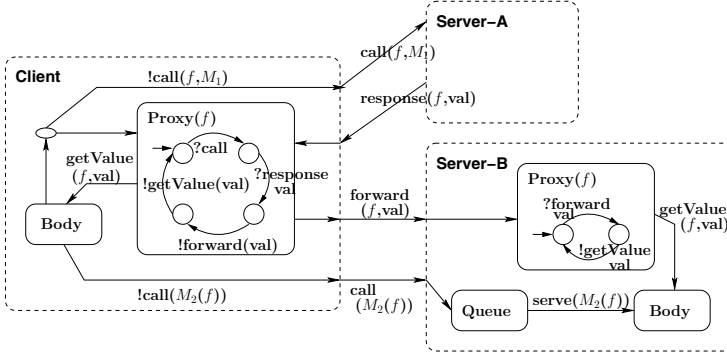 Server–A
call(f,M1)
Client
!call(f,M1)
response(f,val)
Proxy(f)
?call
getValue
(f,val)
!getValue(val)
?response
val
Server–B
Proxy(f)
?forward
val
forward
(f,val)
getValue
(f,val)
Body
!forward(val)
!getValue
val
!call(M2(f))
call
(M2(f))
Queue
serve(M2(f))
Body